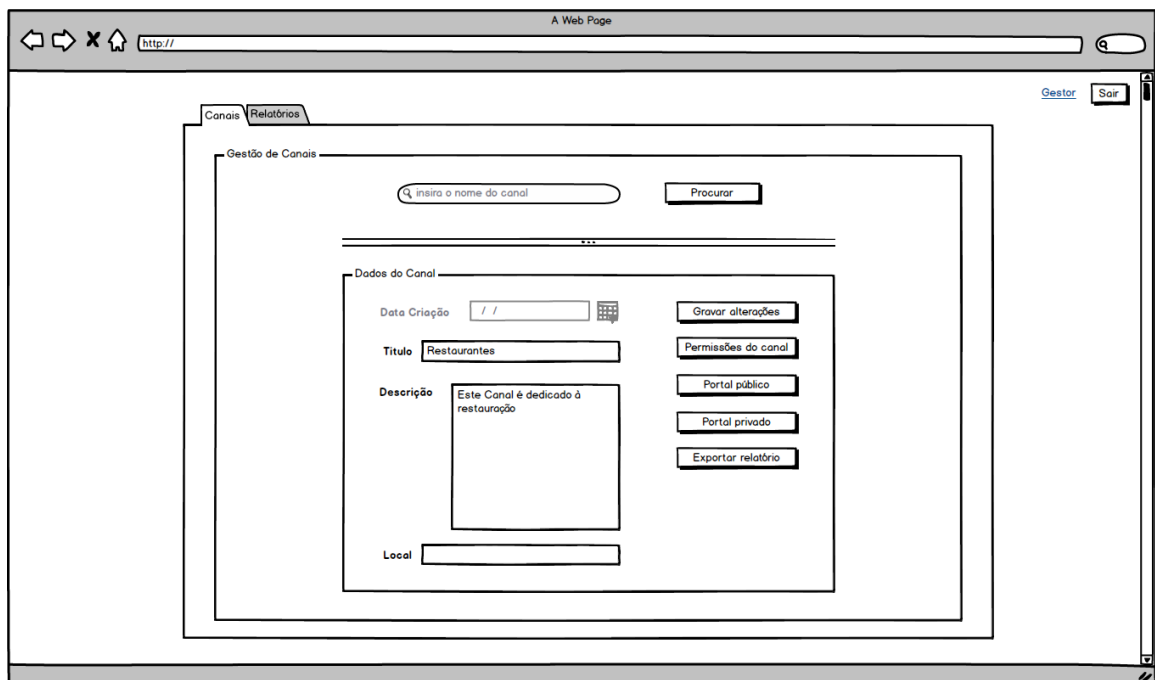 A Web Page
http://
Gestor
Sair
Canais
Relatórios
Gestão de Canais
insira o nome do canal
Procurar
Dados do Canal
Data Criação
/ /
Gravar alterações
Titulo
Restaurantes
Permissões do canal
Descrição
Este Canal é dedicado à
restauração
Portal público
Portal privado
Exportar relatório
Local